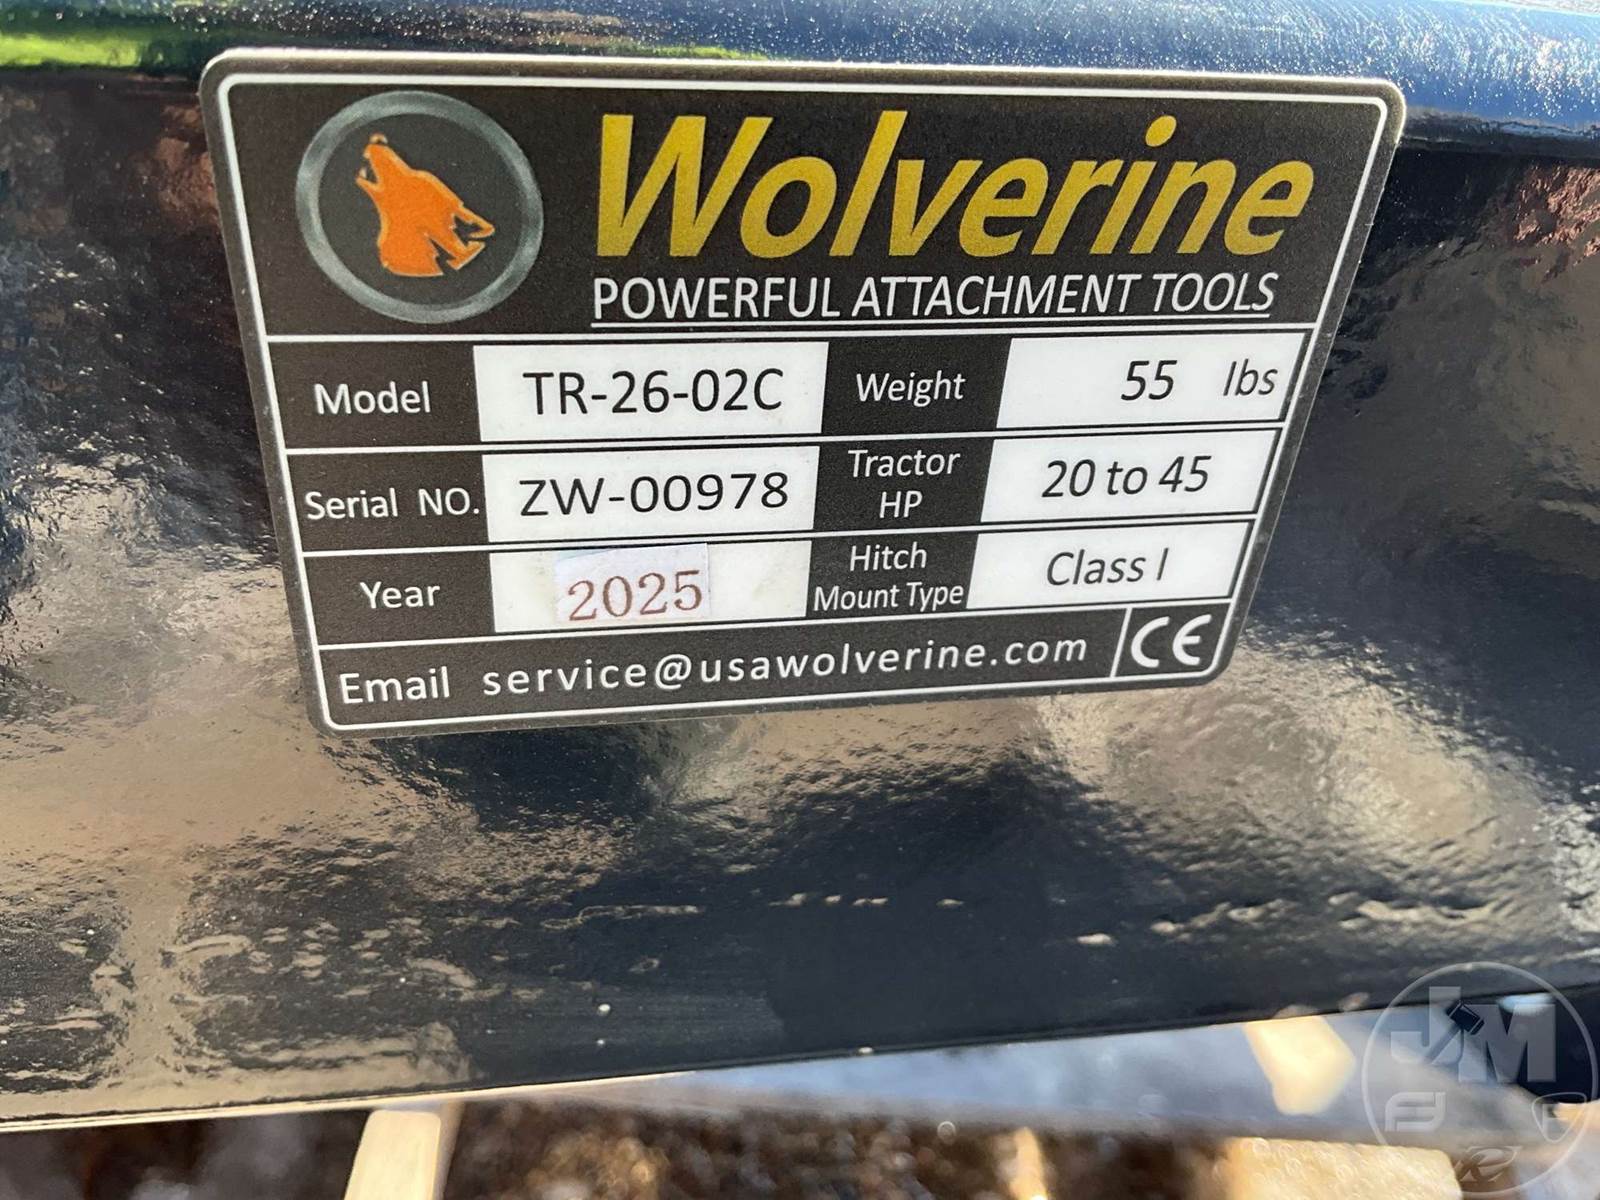 Wolverine
POWERFUL ATTACHMENT TOOLS
Model TR-26-02C Weight 55 lbs
Serial NO. ZW-00978 Tractor HP 20 to 45
Year 2025 Hitch Mount Type Class I
Email service@usawolverine.com CE
JM